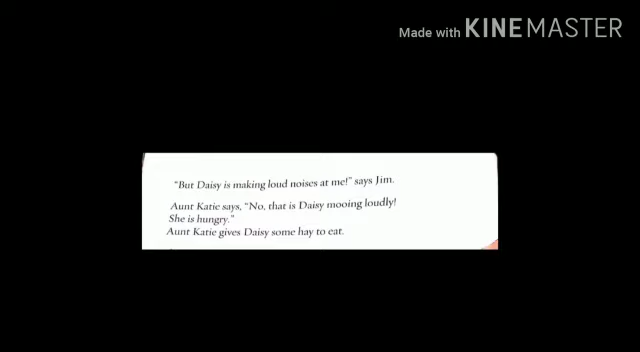 Made with KINEMASTER
"But Daisy is making loud noises at me!" says Jim.
Aunt Katie says, "No, that is Daisy mooing loudly!
She is hungry."
Aunt Katie gives Daisy some hay to eat.